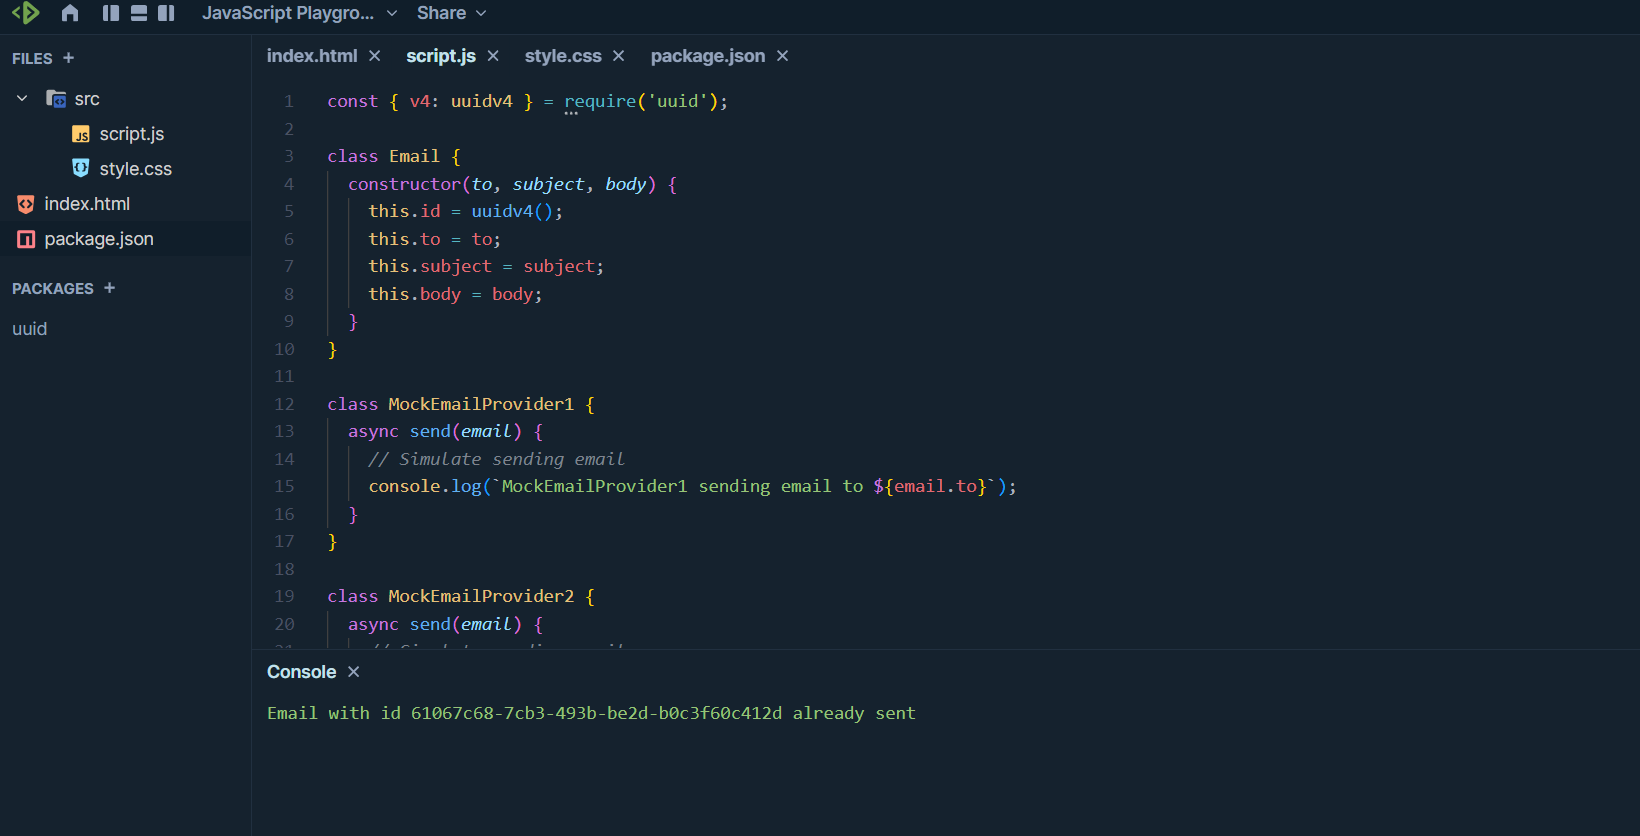 JavaScript Playgro... Share
FILES +
src
script.js
style.css
index.html
package.json
PACKAGES +
uuid
index.html script.js style.css package.json
1 const { v4: uuidv4 } = require('uuid');
2
3 class Email {
4 constructor(to, subject, body) {
5 this.id = uuidv4();
6 this.to = to;
7 this.subject = subject;
8 this.body = body;
9 }
10 }
11
12 class MockEmailProvider1 {
13 async send(email) {
14 // Simulate sending email
15 console.log(`MockEmailProvider1 sending email to ${email.to}`);
16 }
17 }
18
19 class MockEmailProvider2 {
20 async send(email) {
Console
Email with id 61067c68-7cb3-493b-be2d-b0c3f60c412d already sent